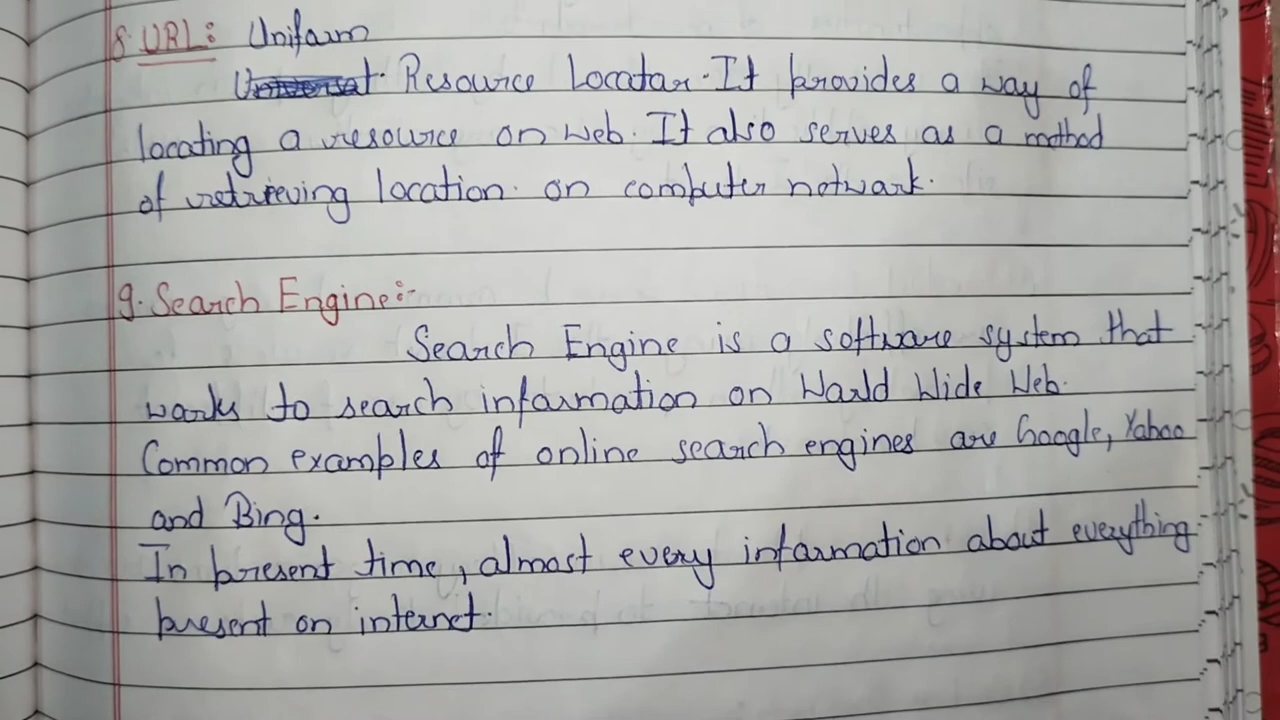 8. URL: Uniform
Resource Locator. It provides a way of
locating a resource on web. It also serves as a method
of retrieving location. on computer network.
9. Search Engine:-
Search Engine is a software system that
works to search information on World Wide Web.
Common examples of online search engines are Google, Yahoo
and Bing.
In present time, almost every information about everything
present on internet.